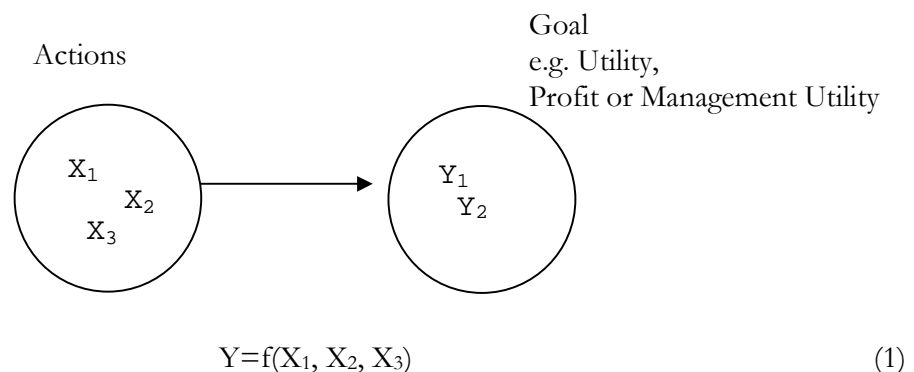 Goal
e.g. Utility,
Profit or Management Utility
Actions
X₁
X₂
X₃
Y₁
Y₂
Y=f(X₁, X₂, X₃) (1)